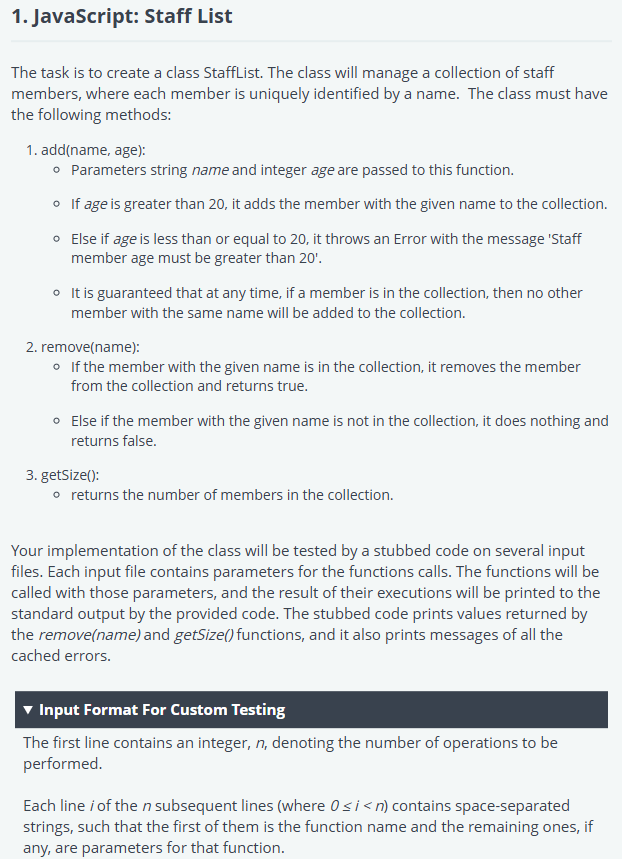 1. JavaScript: Staff List
The task is to create a class StaffList. The class will manage a collection of staff
members, where each member is uniquely identified by a name.  The class must have
the following methods:
1. add(name, age):
◦ Parameters string name and integer age are passed to this function.
◦ If age is greater than 20, it adds the member with the given name to the collection.
◦ Else if age is less than or equal to 20, it throws an Error with the message 'Staff
member age must be greater than 20'.
◦ It is guaranteed that at any time, if a member is in the collection, then no other
member with the same name will be added to the collection.
2. remove(name):
◦ If the member with the given name is in the collection, it removes the member
from the collection and returns true.
◦ Else if the member with the given name is not in the collection, it does nothing and
returns false.
3. getSize():
◦ returns the number of members in the collection.
Your implementation of the class will be tested by a stubbed code on several input
files. Each input file contains parameters for the functions calls. The functions will be
called with those parameters, and the result of their executions will be printed to the
standard output by the provided code. The stubbed code prints values returned by
the remove(name) and getSize() functions, and it also prints messages of all the
cached errors.
▼ Input Format For Custom Testing
The first line contains an integer, n, denoting the number of operations to be
performed.
Each line i of the n subsequent lines (where 0 ≤ i < n) contains space-separated
strings, such that the first of them is the function name and the remaining ones, if
any, are parameters for that function.